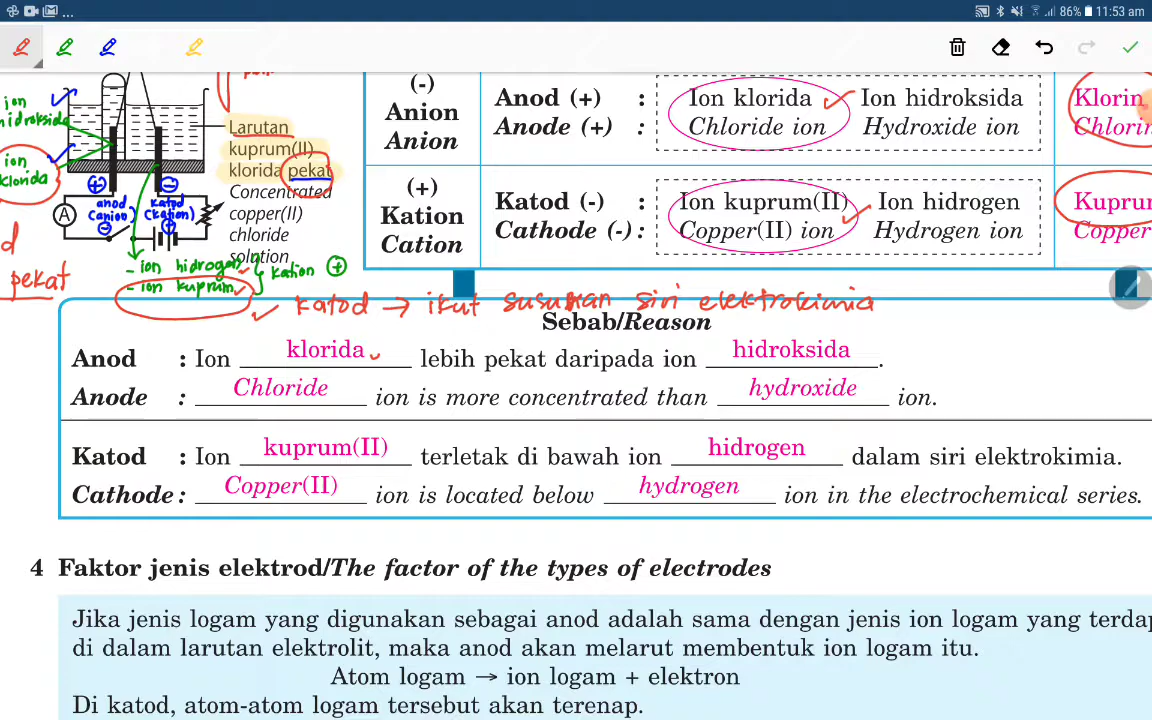 86% 11:53 am
ion
hidroksida
ion
klorida
anod
(anion)
katod
(kation)
A
Larutan
kuprum(II)
klorida pekat
Concentrated
copper(II)
chloride
solution
d
pekat
- ion hidrogen
- ion kuprum
kation (+)
(-)
Anion
Anion
Anod (+) : Ion klorida Ion hidroksida
Anode (+) : Chloride ion Hydroxide ion
Klorin
(+)
Kation
Cation
Katod (-) : Ion kuprum(II) Ion hidrogen
Cathode (-) : Copper(II) ion Hydrogen ion
Kupru
Copper
katod → ikut susunan siri elektrokimia
Sebab/Reason
Anod : Ion klorida lebih pekat daripada ion hidroksida.
Anode : Chloride ion is more concentrated than hydroxide ion.
Katod : Ion kuprum(II) terletak di bawah ion hidrogen dalam siri elektrokimia.
Cathode : Copper(II) ion is located below hydrogen ion in the electrochemical series.
4 Faktor jenis elektrod/The factor of the types of electrodes
Jika jenis logam yang digunakan sebagai anod adalah sama dengan jenis ion logam yang terdap
di dalam larutan elektrolit, maka anod akan melarut membentuk ion logam itu.
Atom logam → ion logam + elektron
Di katod, atom-atom logam tersebut akan terenap.